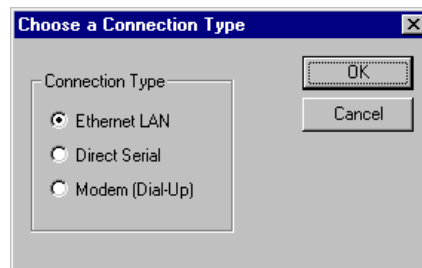 Choose a Connection Type
Connection Type
OK
Ethernet LAN
Cancel
Direct Serial
Modem (Dial-Up)